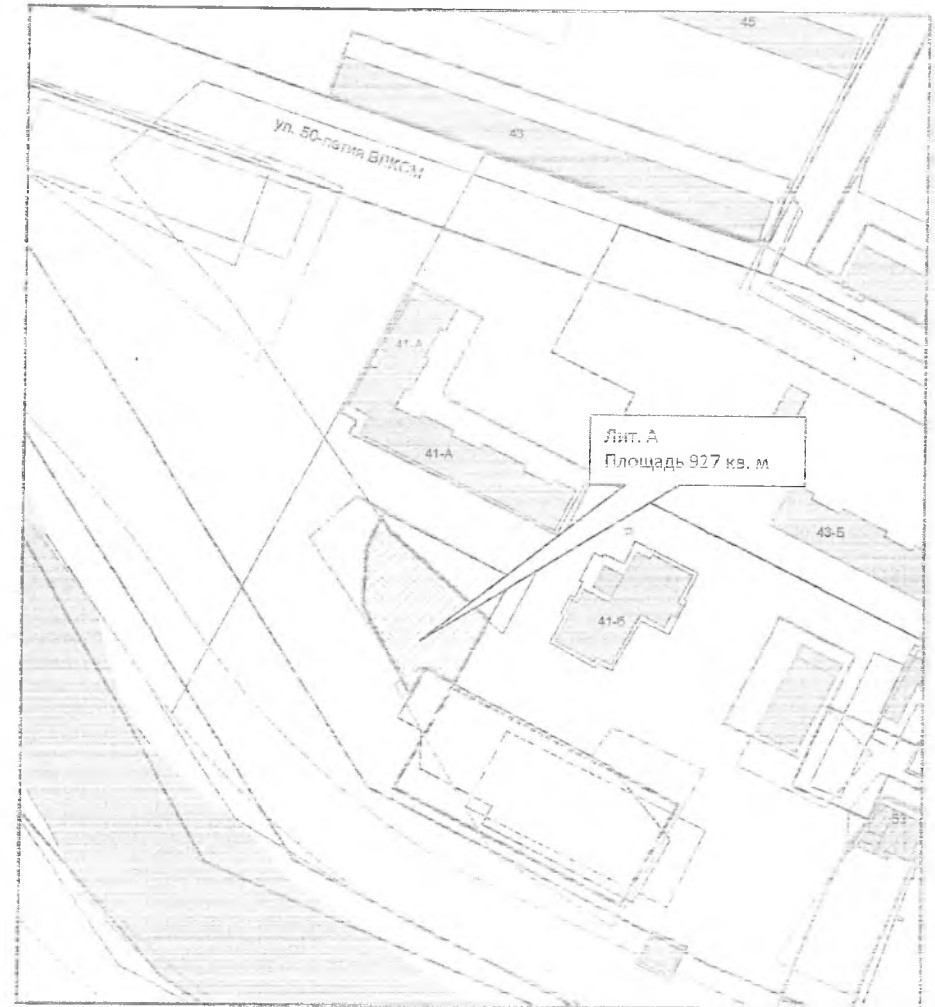 45
43
ул. 50-летия ВЛКСМ
41-А
Лит. А
Площадь 927 кв. м
41-А
43-Б
41-б